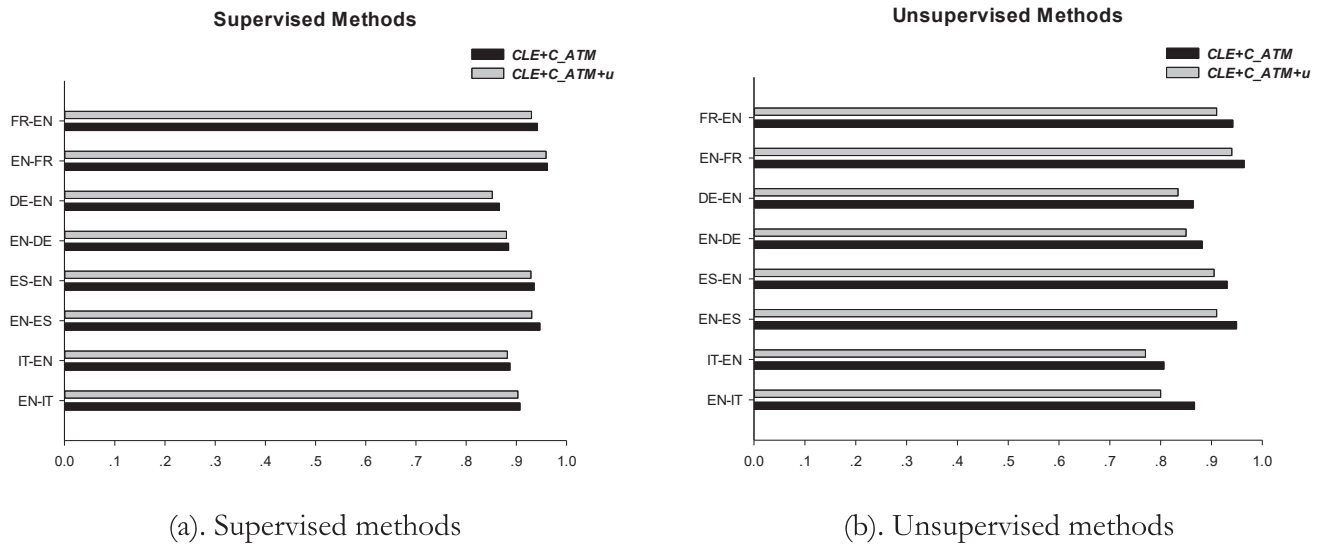 Supervised Methods
CLE+C_ATM
CLE+C_ATM+u
FR-EN
EN-FR
DE-EN
EN-DE
ES-EN
EN-ES
IT-EN
EN-IT
0.0 .1 .2 .3 .4 .5 .6 .7 .8 .9 1.0
(a). Supervised methods
Unsupervised Methods
CLE+C_ATM
CLE+C_ATM+u
FR-EN
EN-FR
DE-EN
EN-DE
ES-EN
EN-ES
IT-EN
EN-IT
0.0 .1 .2 .3 .4 .5 .6 .7 .8 .9 1.0
(b). Unsupervised methods